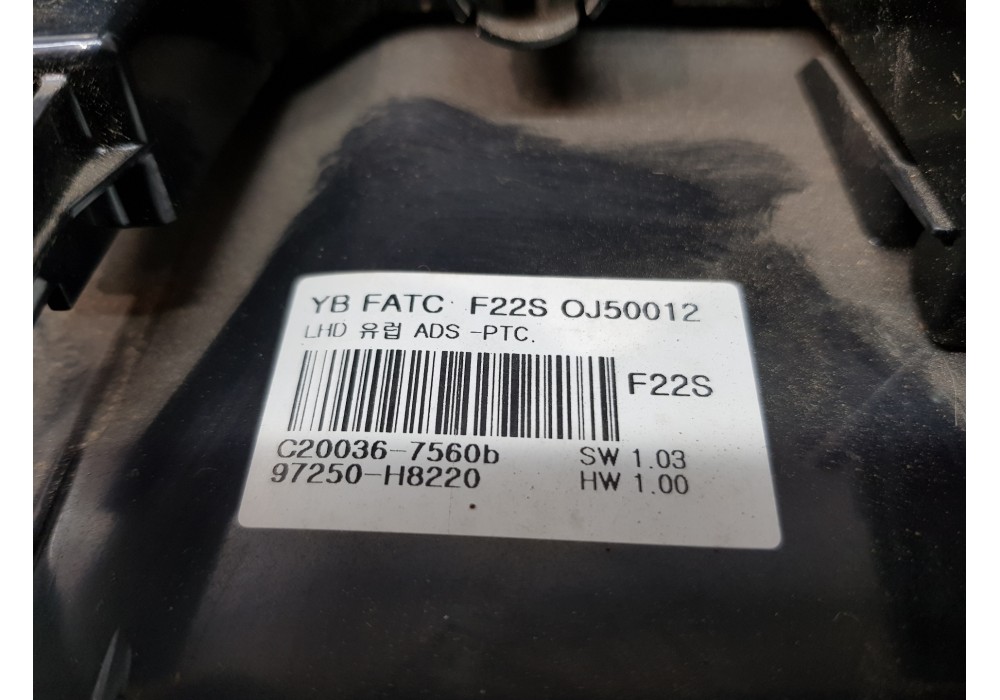 YB FATC F22S OJ50012
LHD 유럽 ADS -PTC.
F22S
C20036-7560b SW 1.03
97250-H8220 HW 1.00